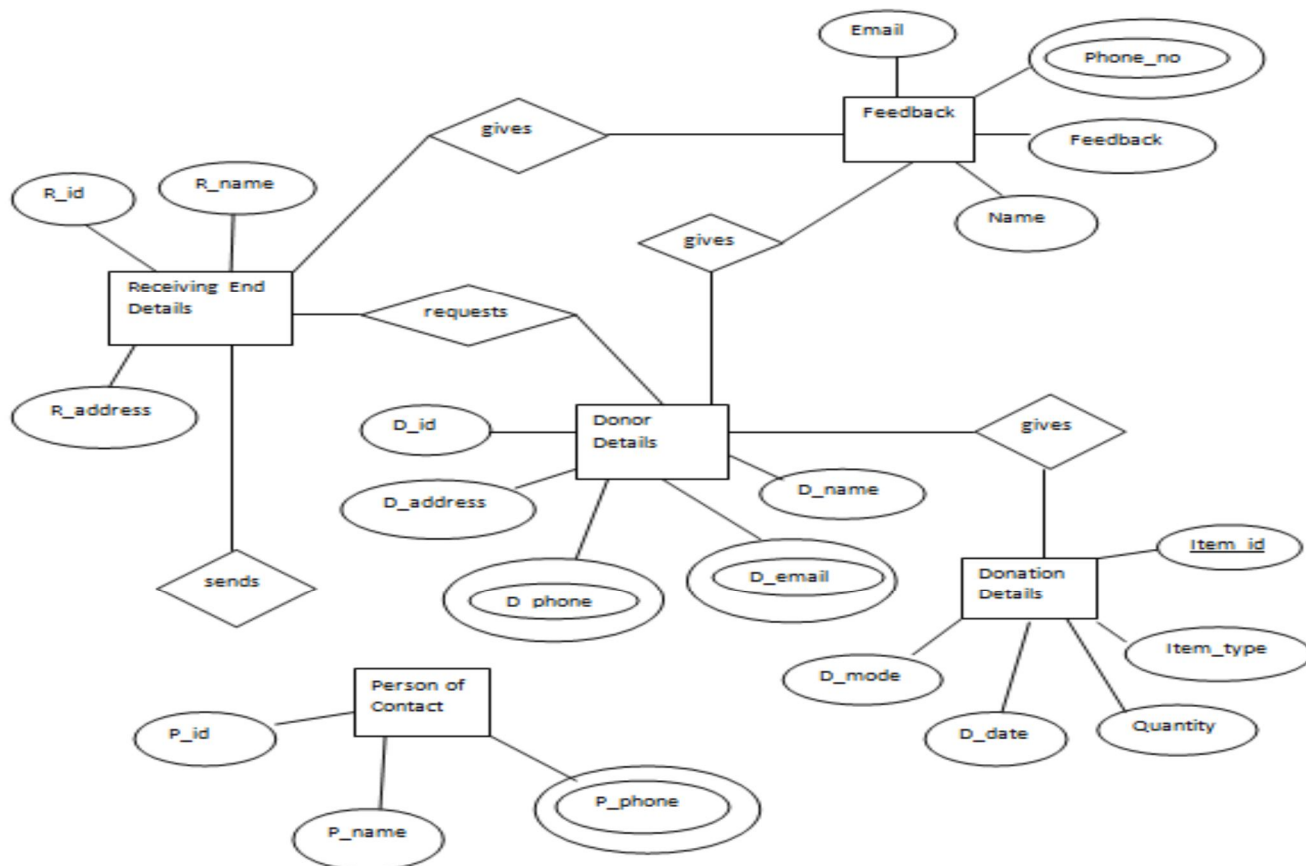 Email
Phone_no
Feedback
gives
Feedback
R_name
R_id
Name
gives
Receiving End
Details
requests
R_address
D_id
Donor
Details
gives
D_address
D_name
Item_id
sends
D_phone
D_email
Donation
Details
Item_type
D_mode
Person of
Contact
P_id
D_date
Quantity
P_phone
P_name